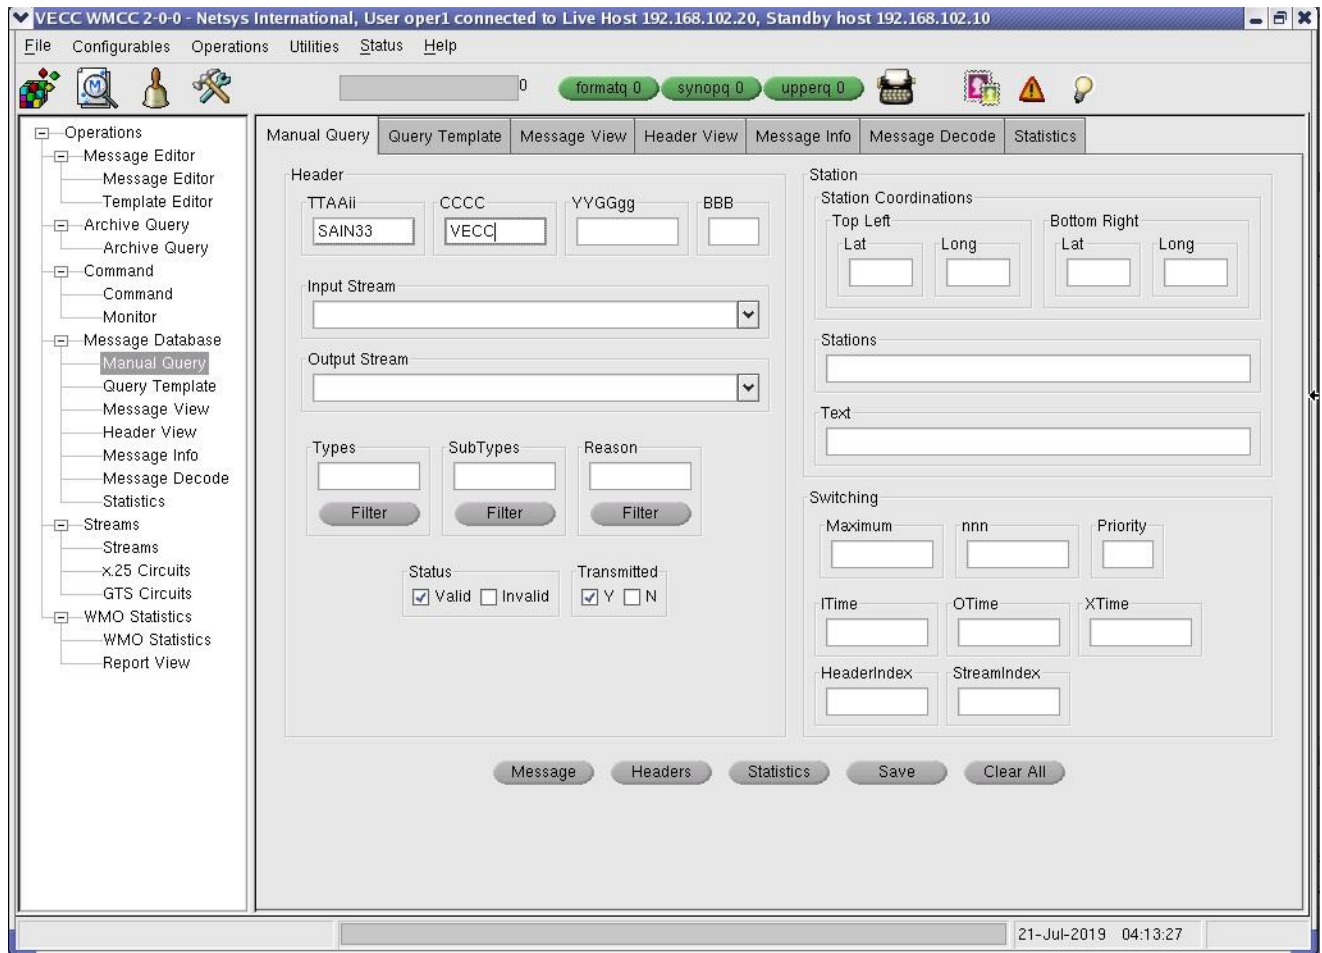 VECC WMCC 2-0-0 - Netsys International, User oper1 connected to Live Host 192.168.102.20, Standby host 192.168.102.10
File Configurables Operations Utilities Status Help
0 formatq 0 synopq 0 upperq 0
Operations
Message Editor
Message Editor
Template Editor
Archive Query
Archive Query
Command
Command
Monitor
Message Database
Manual Query
Query Template
Message View
Header View
Message Info
Message Decode
Statistics
Streams
Streams
x.25 Circuits
GTS Circuits
WMO Statistics
WMO Statistics
Report View
Manual Query Query Template Message View Header View Message Info Message Decode Statistics
Header
TTAAii CCCC YYGGgg BBB
SAIN33 VECC
Input Stream
Output Stream
Types SubTypes Reason
Filter Filter Filter
Status Transmitted
Valid Invalid Y N
Station
Station Coordinations
Top Left Bottom Right
Lat Long Lat Long
Stations
Text
Switching
Maximum nnn Priority
ITime OTime XTime
HeaderIndex StreamIndex
Message Headers Statistics Save Clear All
21-Jul-2019 04:13:27